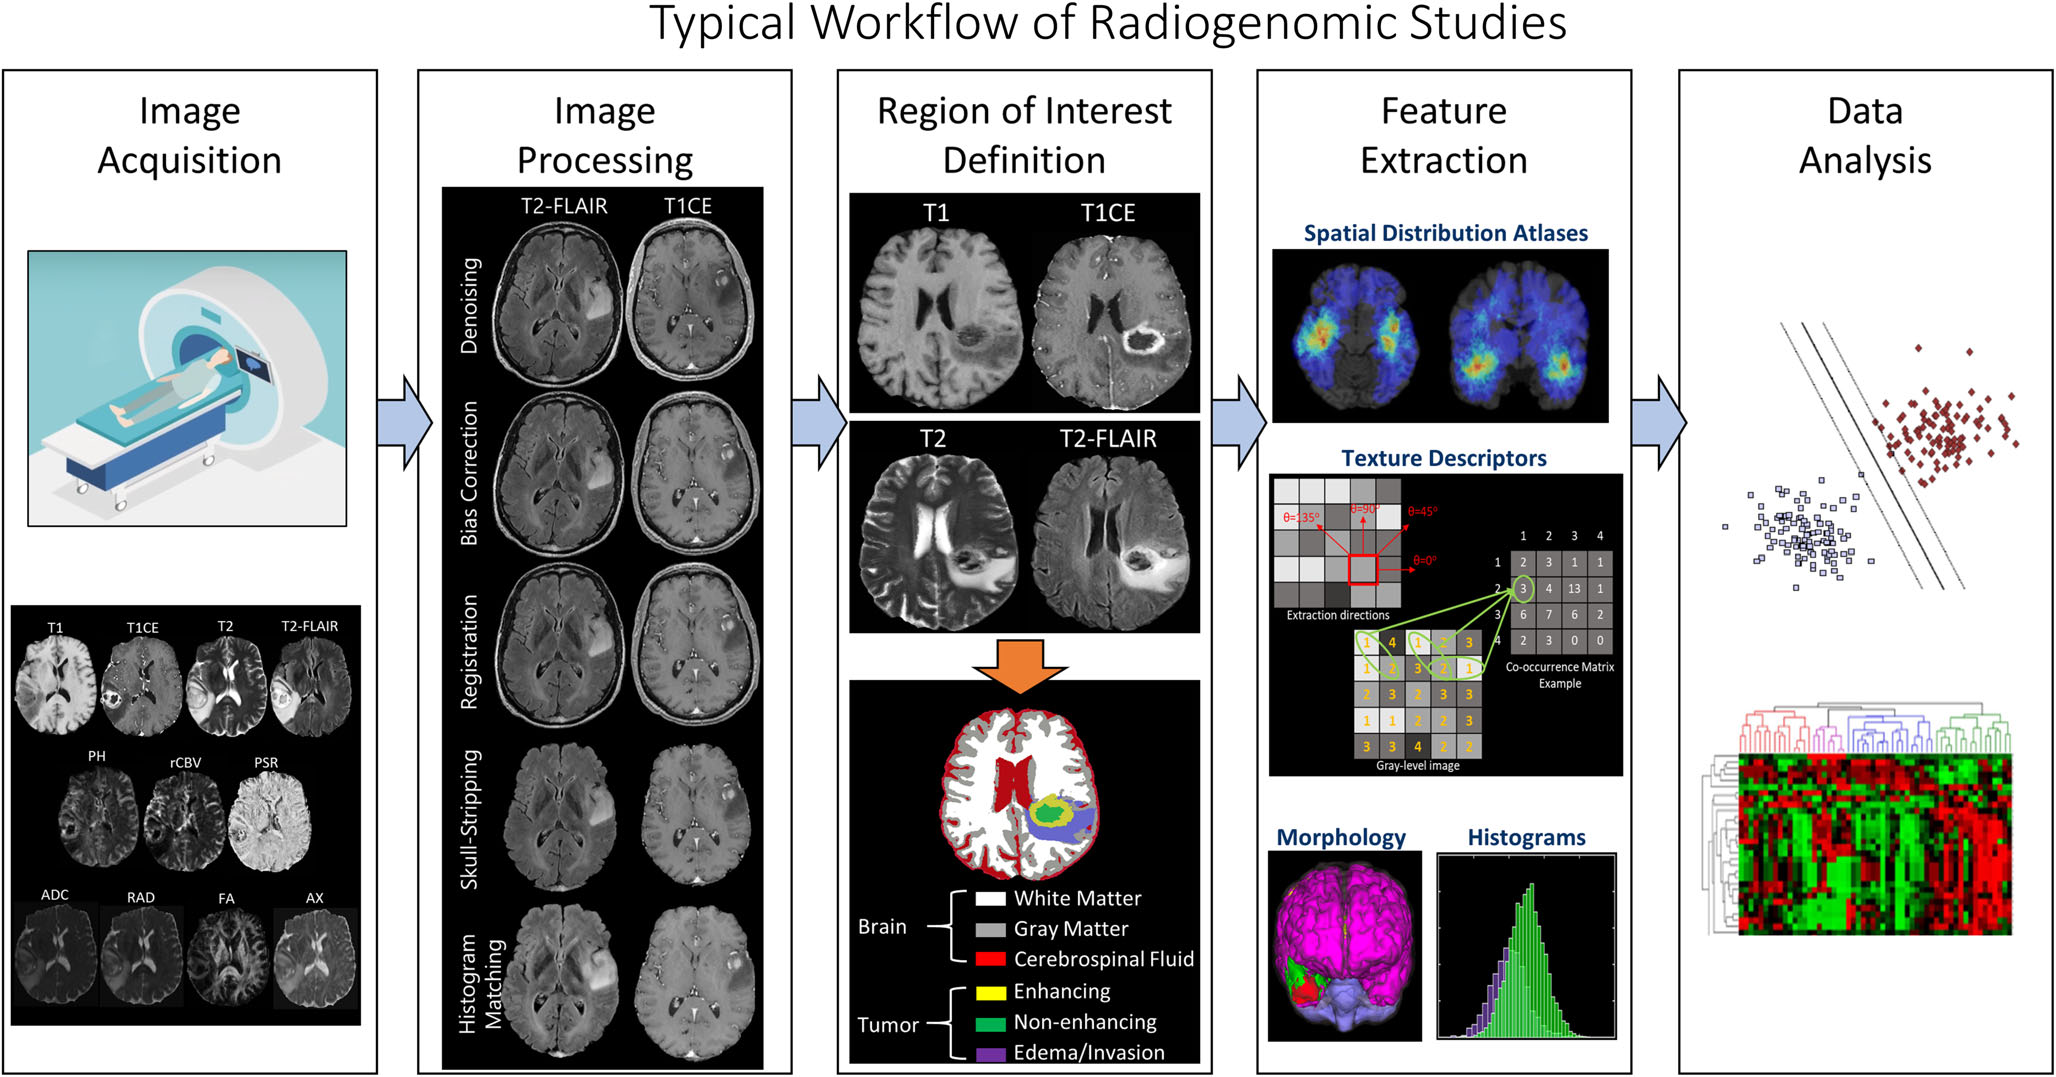 Typical Workflow of Radiogenomic Studies
Image
Acquisition
T1 T1CE T2 T2-FLAIR
PH rCBV PSR
ADC RAD FA AX
Image
Processing
T2-FLAIR T1CE
Denoising
Bias Correction
Registration
Skull-Stripping
Histogram
Matching
Region of Interest
Definition
T1 T1CE
T2 T2-FLAIR
Brain
White Matter
Gray Matter
Cerebrospinal Fluid
Tumor
Enhancing
Non-enhancing
Edema/Invasion
Feature
Extraction
Spatial Distribution Atlases
Texture Descriptors
θ=135° θ=90° θ=45°
θ=0°
Extraction directions
1 2 3 4
1 2 3 1 1
2 3 4 13 1
3 6 7 6 2
4 2 3 0 0
Co-occurrence Matrix
Example
1 4 1 2 3
1 2 3 2 1
2 3 2 3 3
1 1 2 2 3
3 3 4 2 2
Gray-level image
Morphology Histograms
Data
Analysis